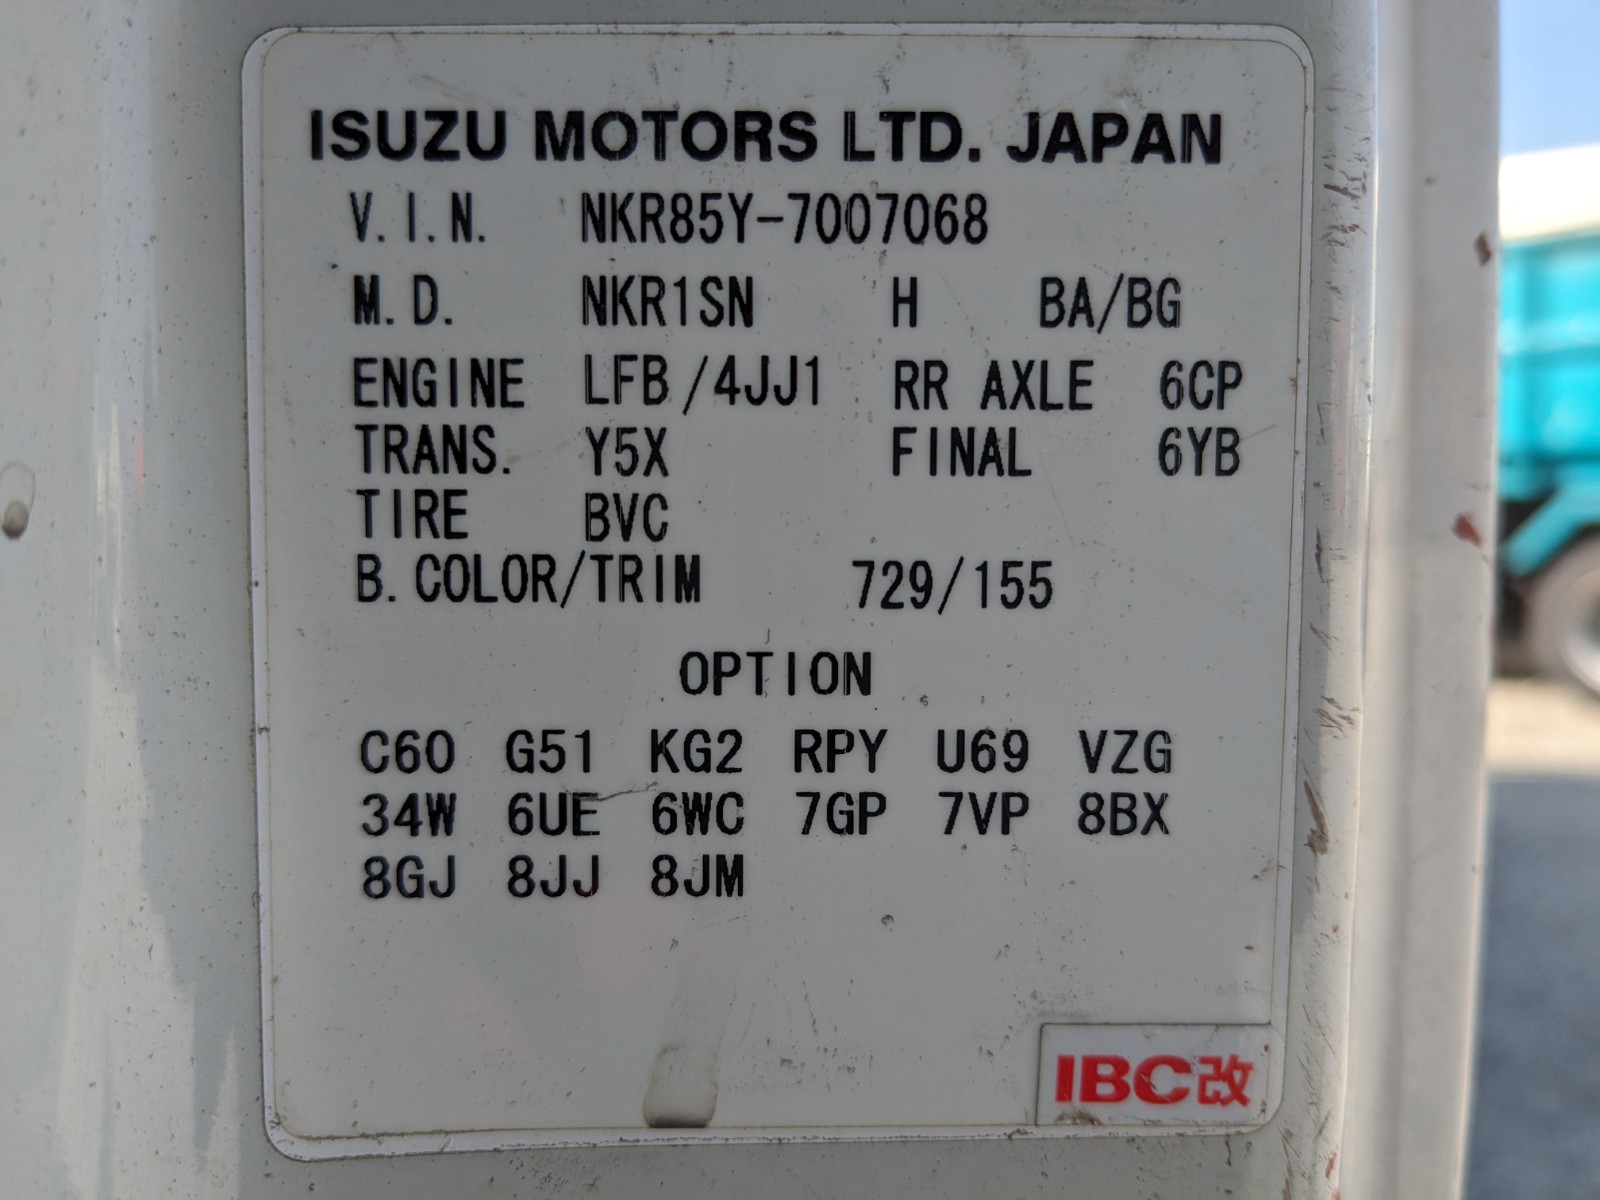 ISUZU MOTORS LTD. JAPAN
V.I.N. NKR85Y-7007068
M.D. NKR1SN H BA/BG
ENGINE LFB/4JJ1 RR AXLE 6CP
TRANS. Y5X FINAL 6YB
TIRE BVC
B.COLOR/TRIM 729/155
OPTION
C60 G51 KG2 RPY U69 VZG
34W 6UE 6WC 7GP 7VP 8BX
8GJ 8JJ 8JM
IBC改